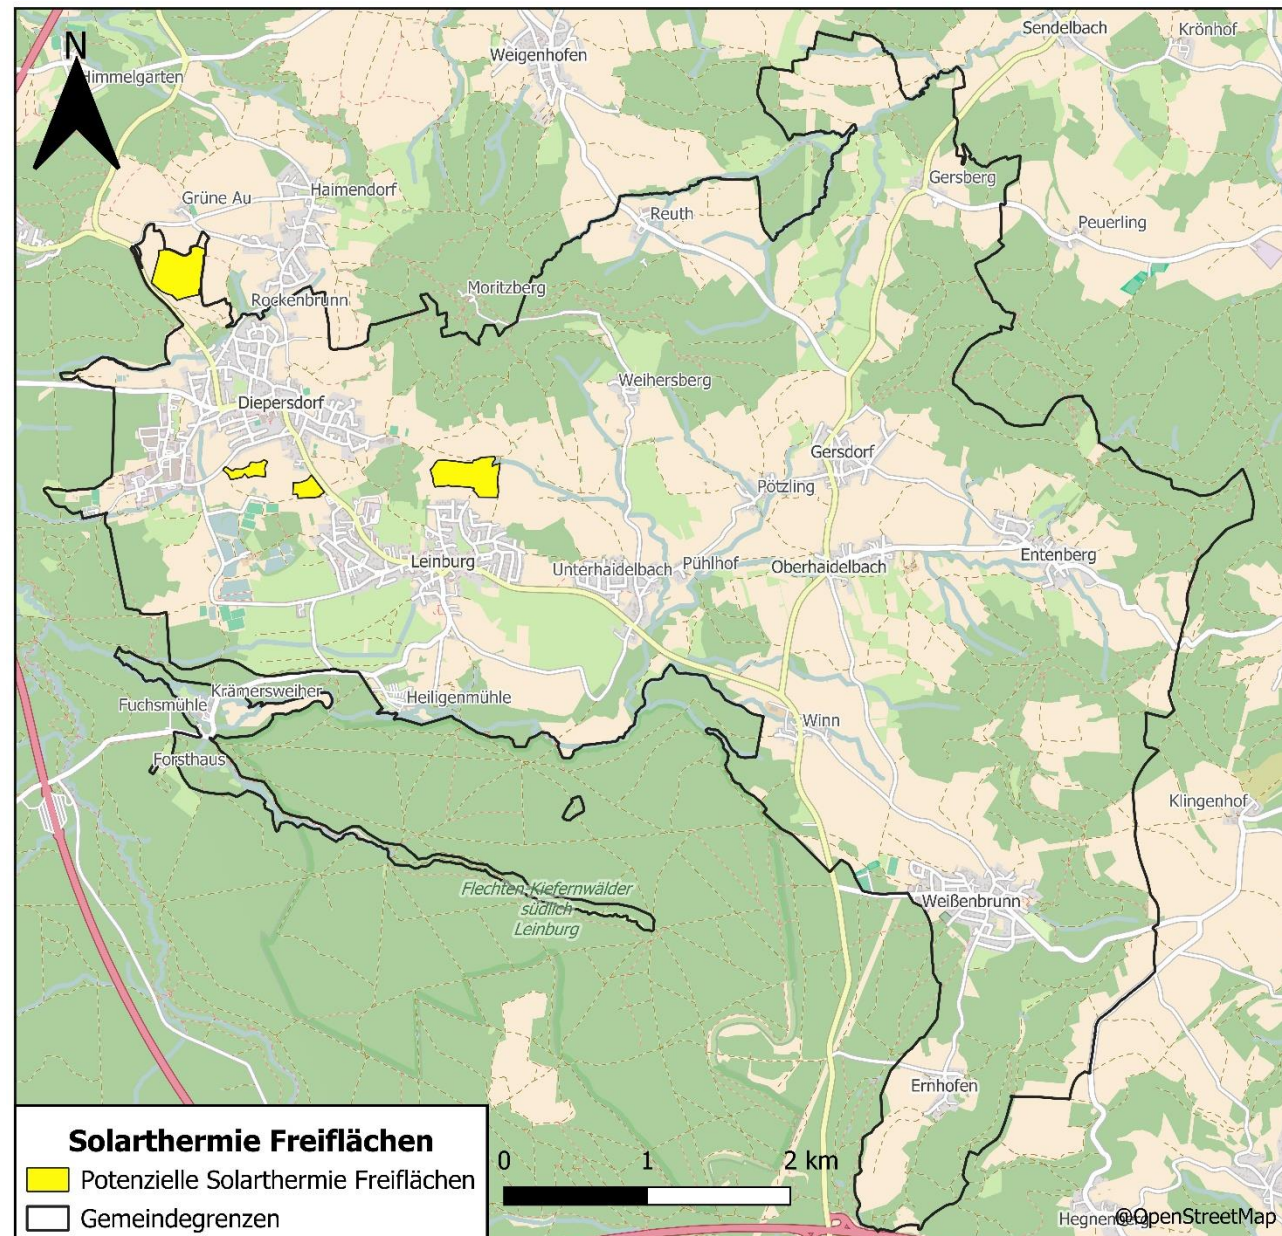 Sendelbach
Krönhof
N
Weigenhofen
Himmelgarten
Gersberg
Haimendorf
Grüne Au
Reuth
Peuerling
Moritzberg
Rockenbrunn
Weihersberg
Diepersdorf
Gersdorf
Pötzling
Entenberg
Leinburg
Unterhaidelbach
Pühlhof
Oberhaidelbach
Krämersweiher
Fuchsmühle
Heiligenmühle
Winn
Forsthaus
Klingenhof
Flechten-Kiefernwälder
südlich
Leinburg
Weißenbrunn
Ernhofen
Solarthermie Freiflächen
Potenzielle Solarthermie Freiflächen
Gemeindegrenzen
0 1 2 km
Hegnenberg
@OpenStreetMap